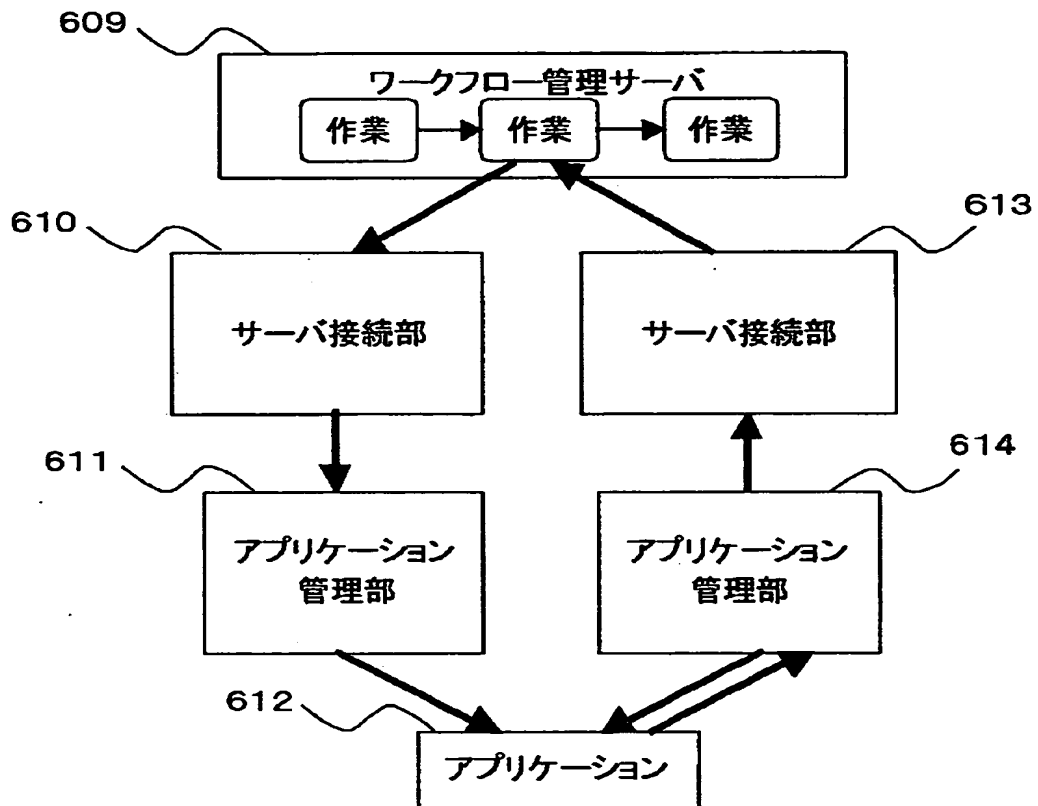 609
ワークフロー管理サーバ
作業
作業
作業
610
613
サーバ接続部
サーバ接続部
611
614
アプリケーション
管理部
アプリケーション
管理部
612
アプリケーション